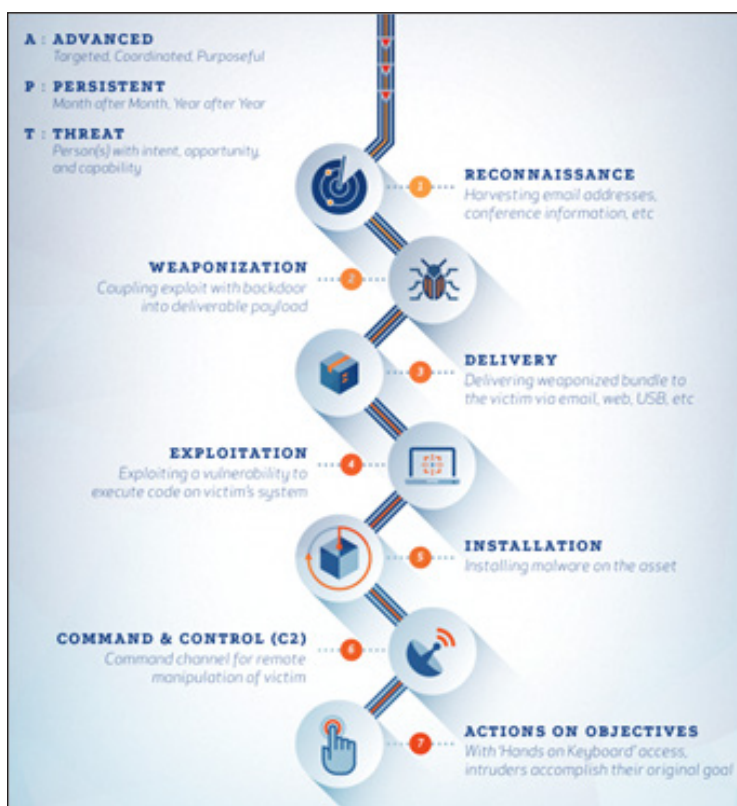 A : ADVANCED
Targeted, Coordinated, Purposeful
P : PERSISTENT
Month after Month, Year after Year
T : THREAT
Person(s) with intent, opportunity,
and capability
1
RECONNAISSANCE
Harvesting email addresses,
conference information, etc
WEAPONIZATION
Coupling exploit with backdoor
into deliverable payload
2
3
DELIVERY
Delivering weaponized bundle to
the victim via email, web, USB, etc
EXPLOITATION
Exploiting a vulnerability to
execute code on victim's system
4
5
INSTALLATION
Installing malware on the asset
COMMAND & CONTROL (C2)
Command channel for remote
manipulation of victim
6
7
ACTIONS ON OBJECTIVES
With 'Hands on Keyboard' access,
intruders accomplish their original goal